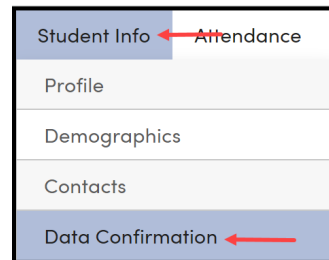 Student Info Attendance
Profile
Demographics
Contacts
Data Confirmation